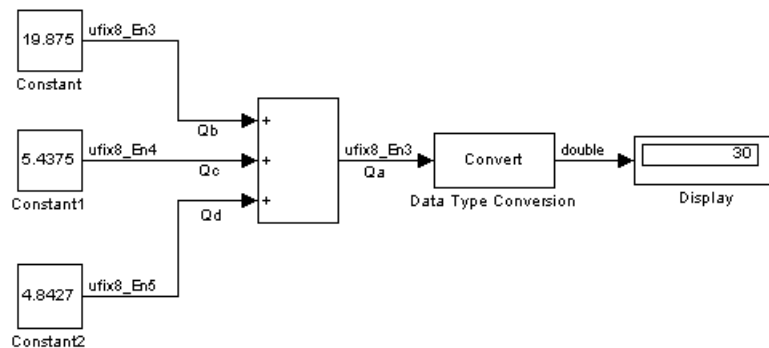 19.875
ufix8_En3
Constant
Qb
+
5.4375
ufix8_En4
Constant1
Qc
+
ufix8_En3
Qa
Convert
Data Type Conversion
double
30
Display
Qd
+
4.8427
ufix8_En5
Constant2